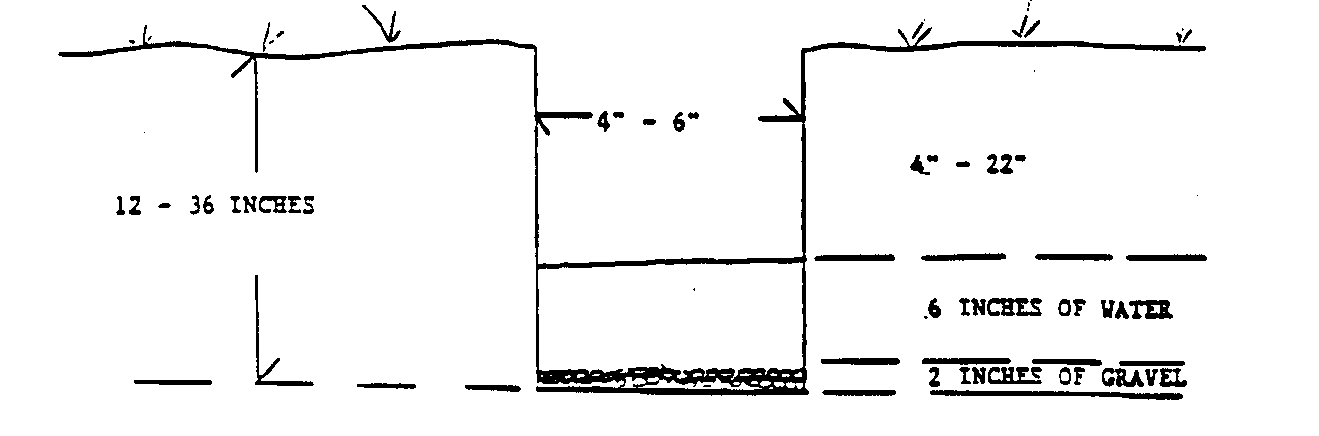 4" - 6"
4" - 22"
12 - 36 INCHES
6 INCHES OF WATER
2 INCHES OF GRAVEL